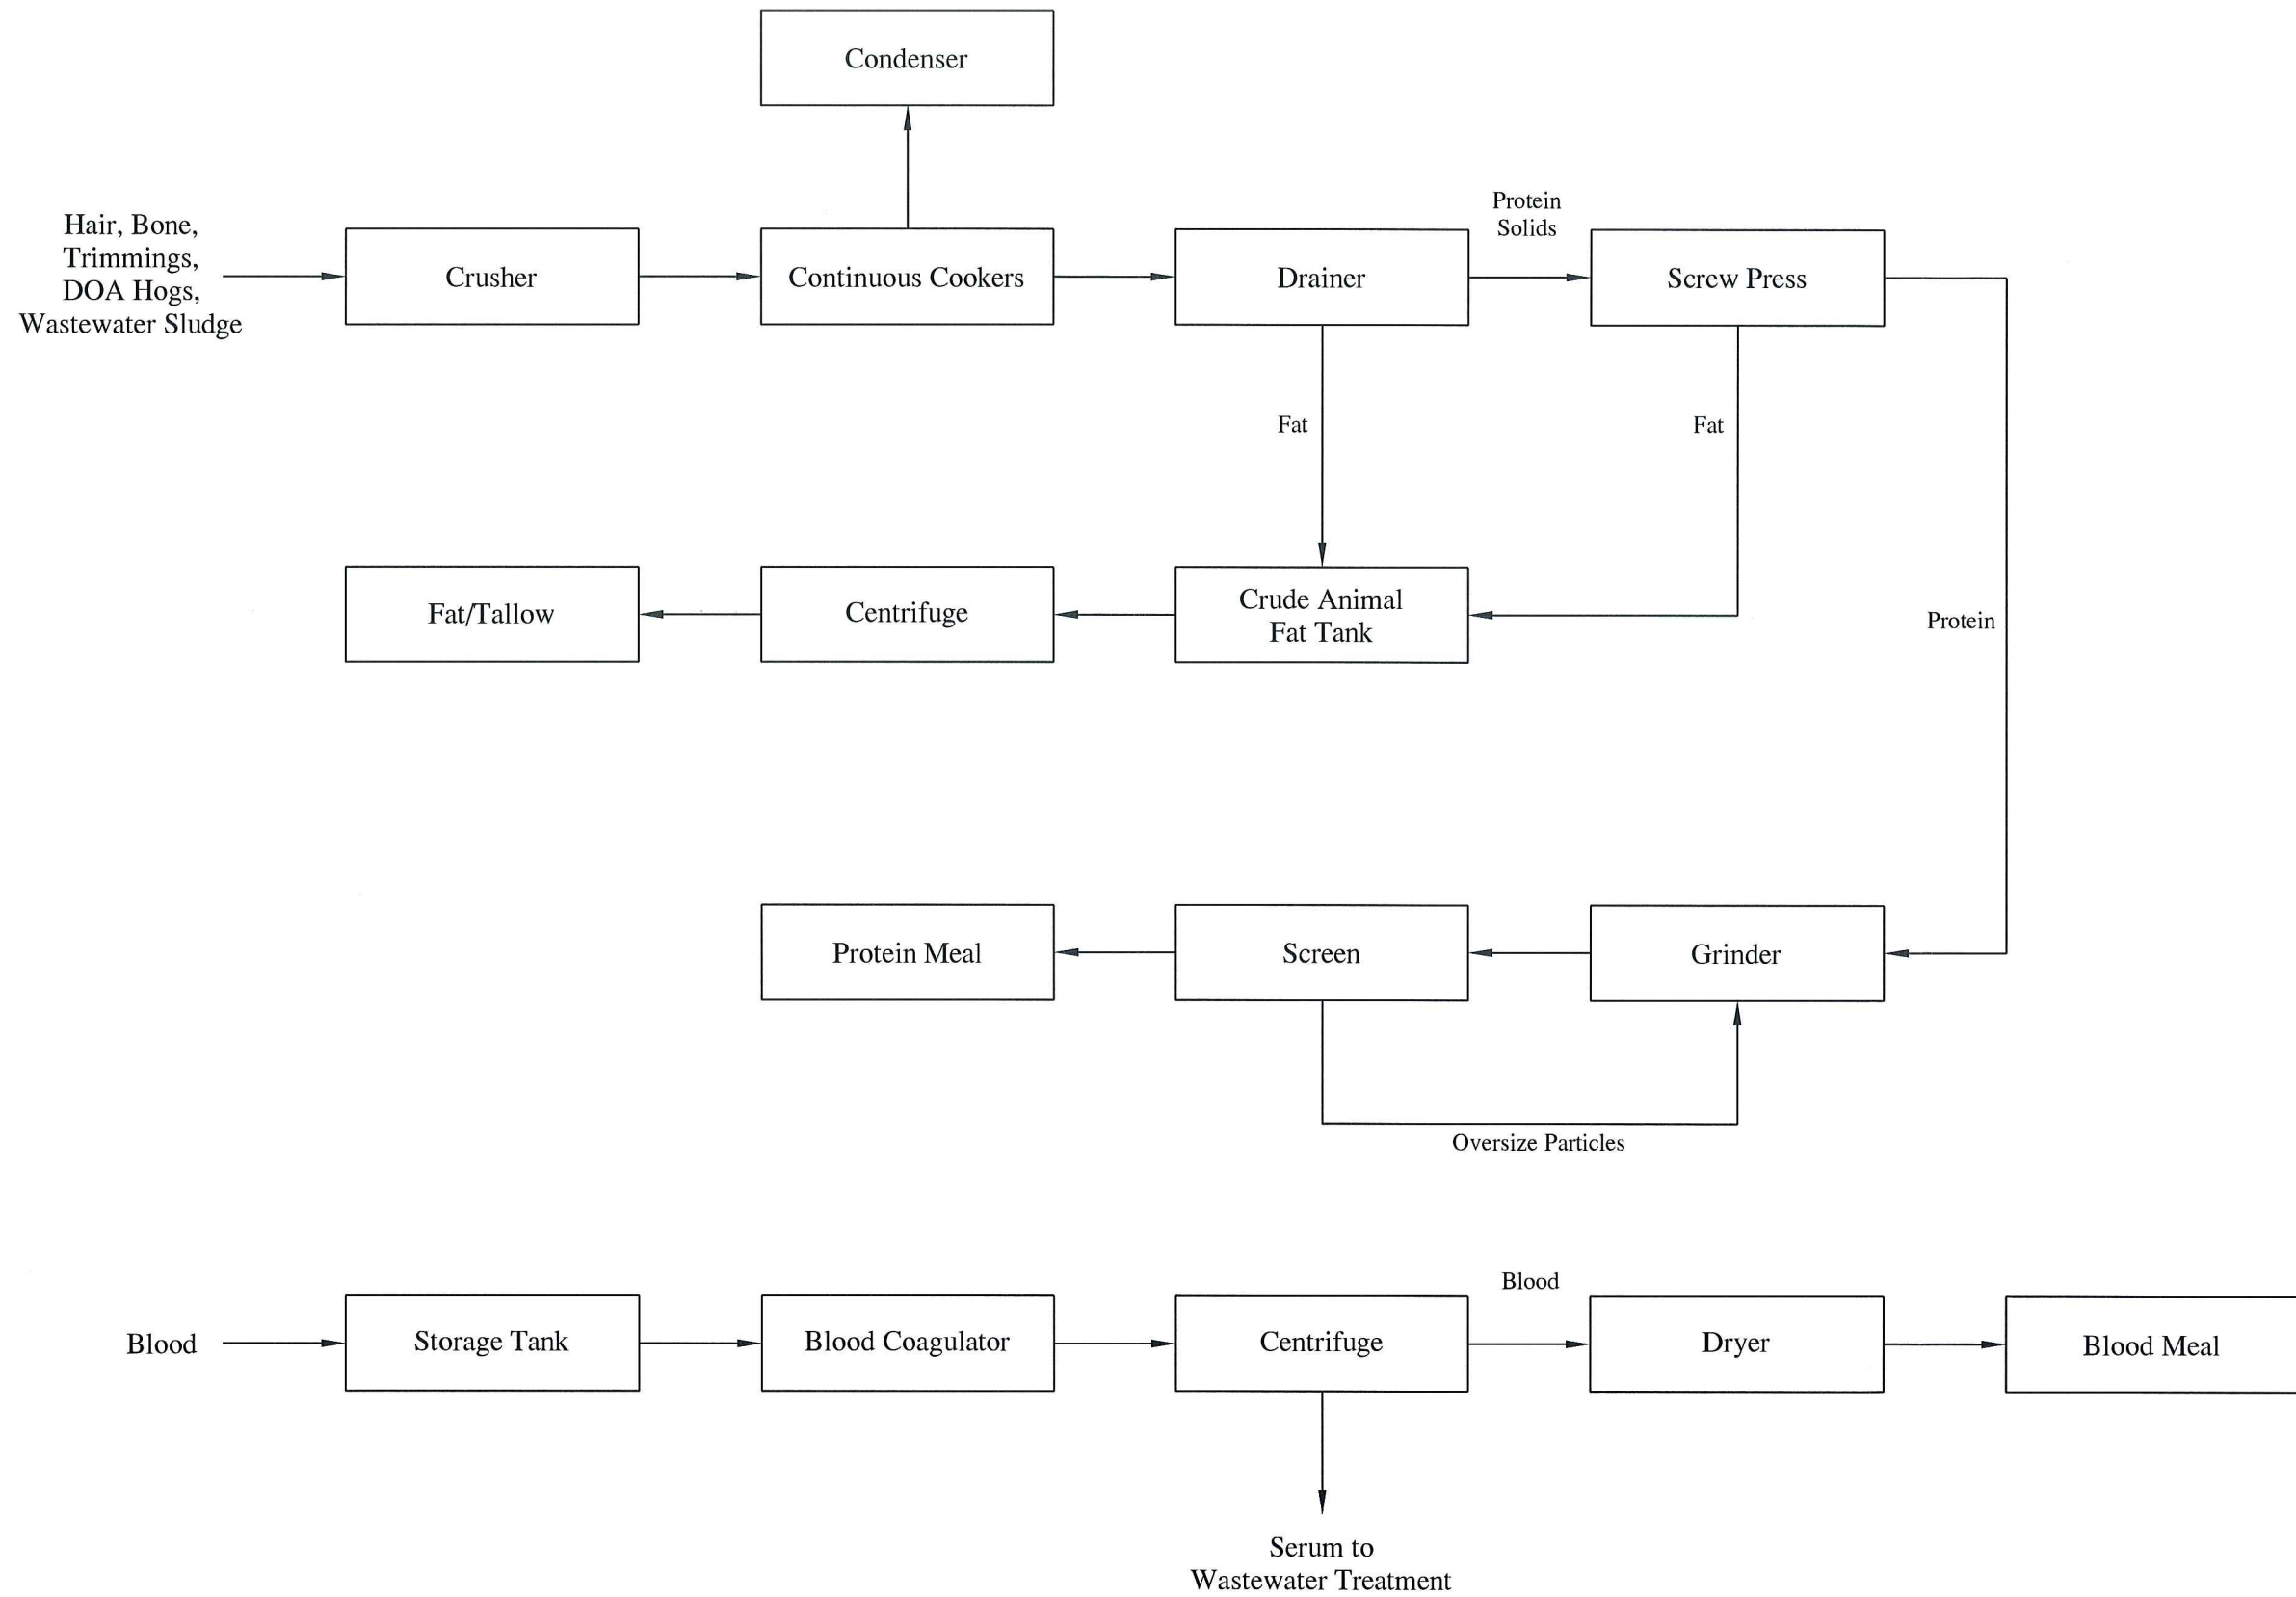 Condenser
Hair, Bone,
Trimmings,
DOA Hogs,
Wastewater Sludge
Crusher
Continuous Cookers
Drainer
Protein
Solids
Screw Press
Fat
Fat
Protein
Fat/Tallow
Centrifuge
Crude Animal
Fat Tank
Protein Meal
Screen
Grinder
Oversize Particles
Blood
Storage Tank
Blood Coagulator
Centrifuge
Blood
Dryer
Blood Meal
Serum to
Wastewater Treatment